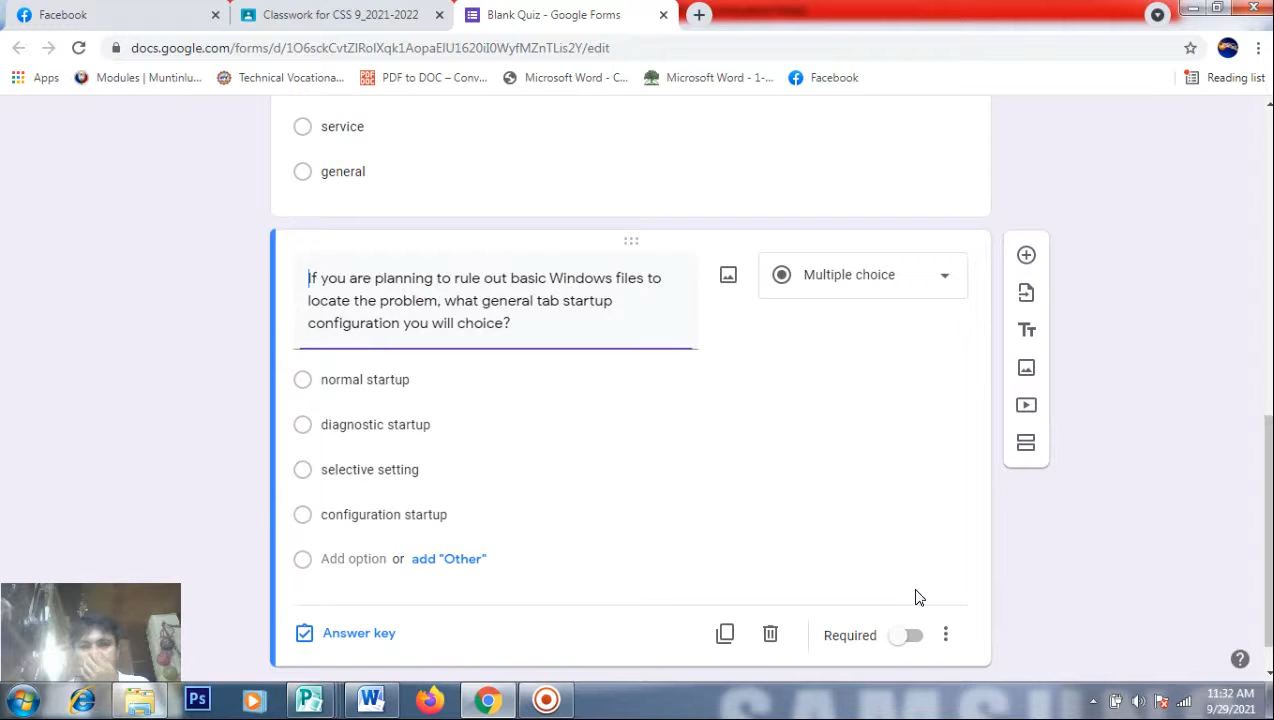 Facebook
Classwork for CSS 9_2021-2022
Blank Quiz - Google Forms
docs.google.com/forms/d/1O6sckCvtZlRolXqk1AopaElU1620iI0WyfMZnTLis2Y/edit
Apps
Modules | Muntinlu...
Technical Vocationa...
PDF to DOC – Conv...
Microsoft Word - C...
Microsoft Word - 1-...
Facebook
Reading list
service
general
If you are planning to rule out basic Windows files to
locate the problem, what general tab startup
configuration you will choice?
Multiple choice
normal startup
diagnostic startup
selective setting
configuration startup
Add option or add "Other"
Answer key
Required
Ps
SAMSU
11:32 AM
9/29/2021